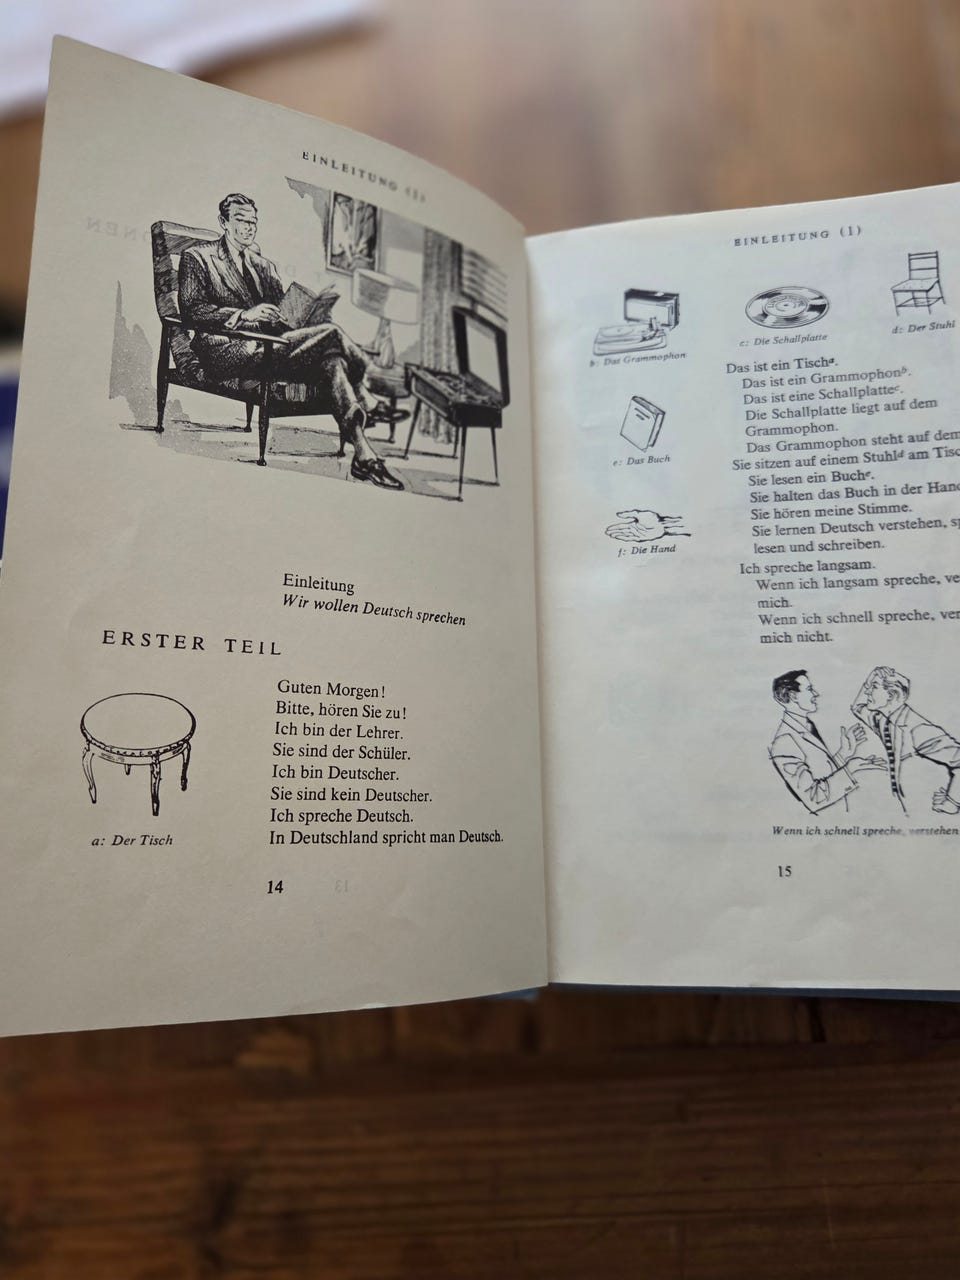 EINLEITUNG (1)
Einleitung
Wir wollen Deutsch sprechen
ERSTER TEIL
Guten Morgen!
Bitte, hören Sie zu!
Ich bin der Lehrer.
Sie sind der Schüler.
Ich bin Deutscher.
Sie sind kein Deutscher.
Ich spreche Deutsch.
In Deutschland spricht man Deutsch.
a: Der Tisch
14
EINLEITUNG (1)
b: Das Grammophon
c: Die Schallplatte
d: Der Stuhl
e: Das Buch
f: Die Hand
Das ist ein Tischa.
Das ist ein Grammophonb.
Das ist eine Schallplattec.
Die Schallplatte liegt auf dem
Grammophon.
Das Grammophon steht auf dem
Sie sitzen auf einem Stuhld am
Sie lesen ein Buche.
Sie halten das Buch in der
Sie hören meine Stimme.
Sie lernen Deutsch verstehen,
lesen und schreiben.
Ich spreche langsam.
Wenn ich langsam spreche,
mich.
Wenn ich schnell spreche,
mich nicht.
Wenn ich schnell spreche, verstehen
15